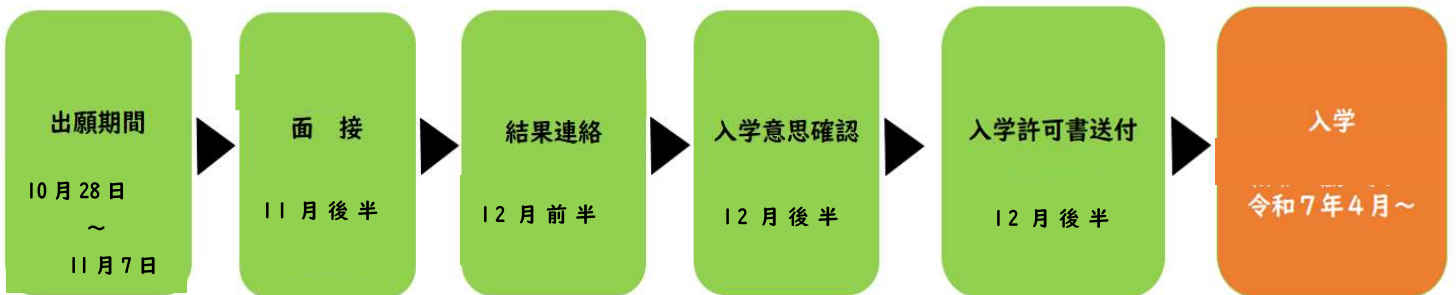 出願期間
10月28日
～
11月7日
面 接
11月後半
結果連絡
12月前半
入学意思確認
12月後半
入学許可書送付
12月後半
入学
令和7年4月～